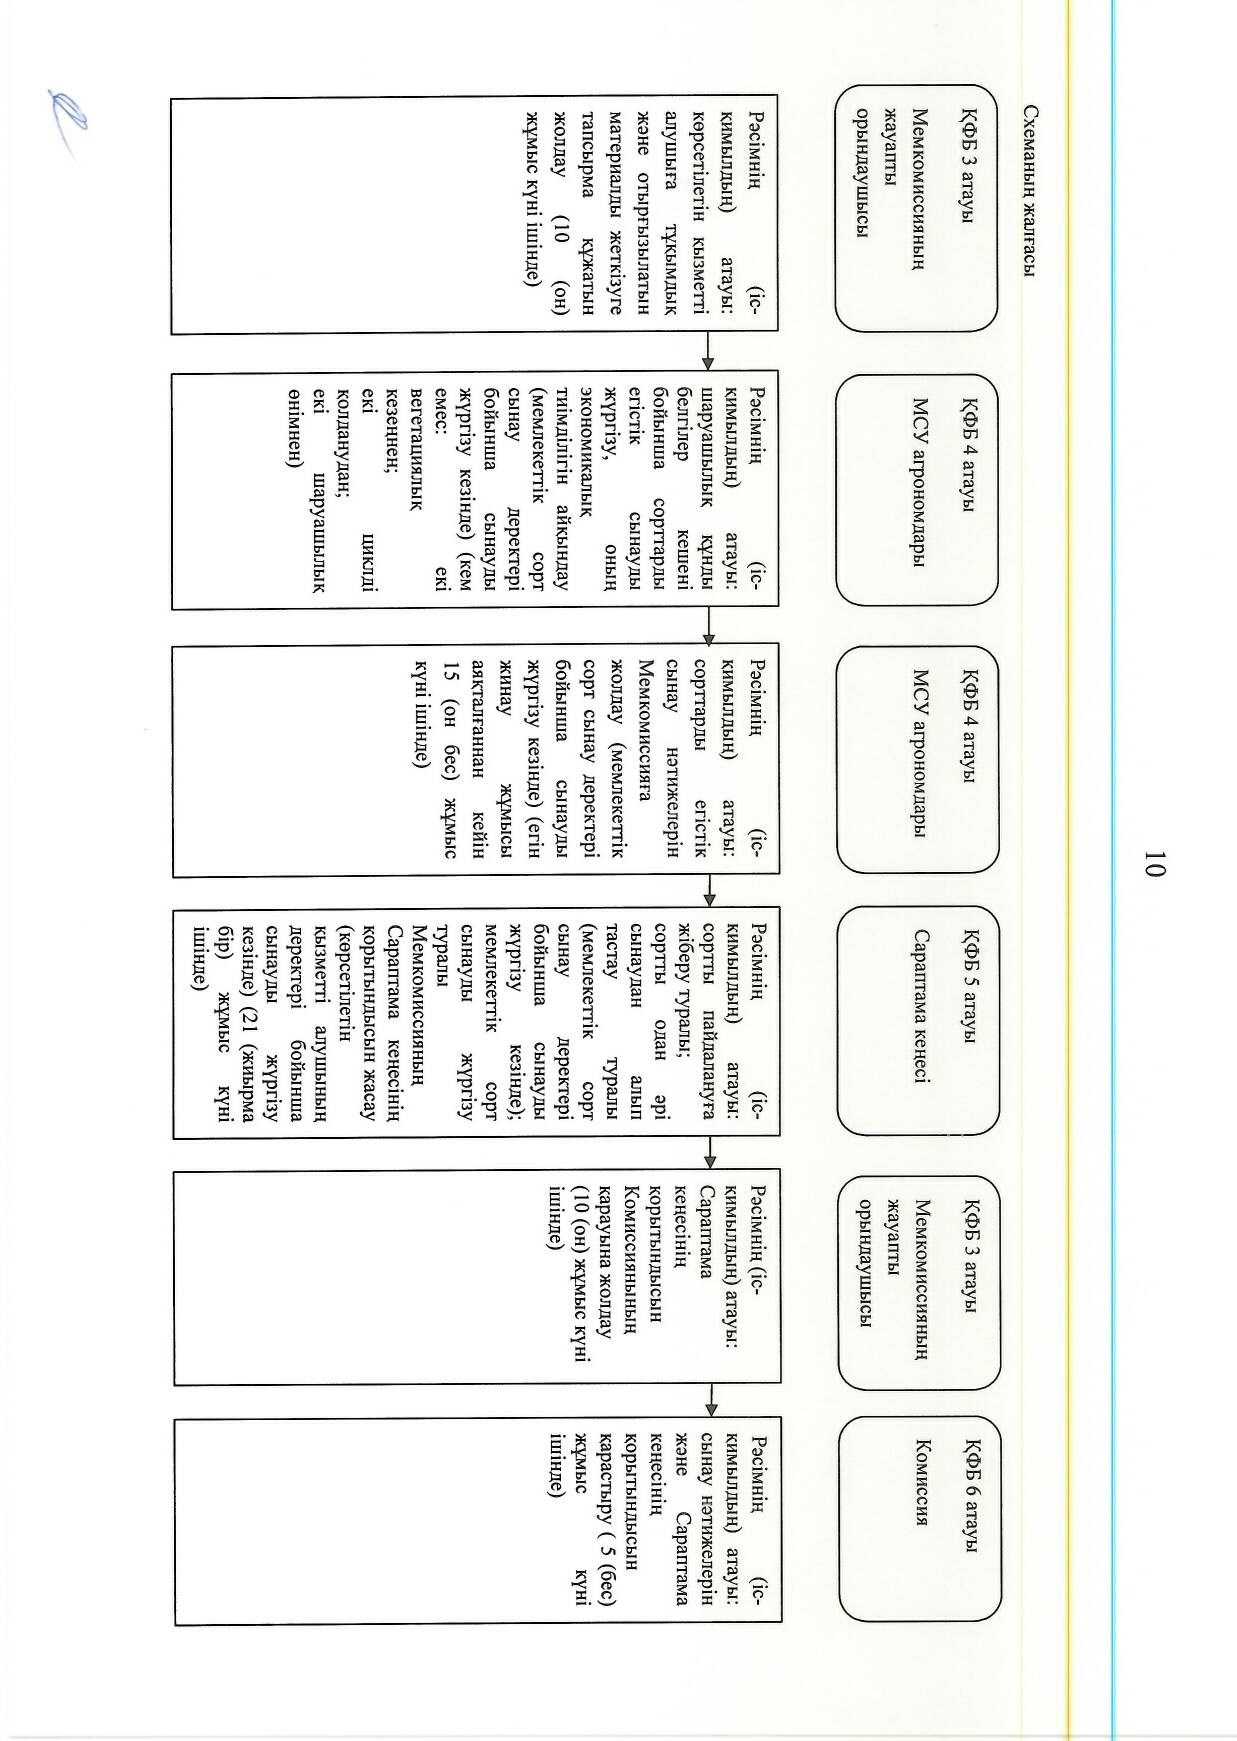 10
Схеманың жалғасы
ҚФБ 3 атауы
Мемкомиссияның
жауапты
орындаушысы
ҚФБ 4 атауы
МСУ агрономдары
ҚФБ 4 атауы
МСУ агрономдары
ҚФБ 5 атауы
Сараптама кеңесі
ҚФБ 3 атауы
Мемкомиссияның
жауапты
орындаушысы
ҚФБ 6 атауы
Комиссия
Рәсімнің (іс-
қимылдың) атауы:
көрсетілетін қызметті
алушыға тұқымдық
және отырғызылатын
материалды жеткізуге
тапсырма құжатын
жолдау (10 (он)
жұмыс күні ішінде)
Рәсімнің (іс-
қимылдың) атауы:
шаруашылық құнды
белгілер кешені
бойынша сорттарды
егістік сынауды
жүргізу, оның
экономикалық
тиімділігін айқындау
(мемлекеттік сорт
сынау деректері
бойынша сынауды
жүргізу кезінде) (кем
емес: екі
вегетациялық
кезеңнен;
екі циклді
қолданудан;
екі шаруашылық
өнімнен)
Рәсімнің (іс-
қимылдың) атауы:
сорттарды егістік
сынау нәтижелерін
Мемкомиссияға
жолдау (мемлекеттік
сорт сынау деректері
бойынша сынауды
жүргізу кезінде) (егін
жинау жұмысы
аяқталғаннан кейін
15 (он бес) жұмыс
күні ішінде)
Рәсімнің (іс-
қимылдың) атауы:
сортты пайдалануға
жіберу туралы;
сортты одан әрі
сынаудан алып
тастау туралы
(мемлекеттік сорт
сынау деректері
бойынша сынауды
жүргізу кезінде);
мемлекеттік сорт
сынауды жүргізу
туралы
Мемкомиссияның
Сараптама кеңесінің
қорытындысын жасау
(көрсетілетін
қызметті алушының
деректері бойынша
сынауды жүргізу
кезінде) (21 (жиырма
бір) жұмыс күні
ішінде)
Рәсімнің (іс-
қимылдың) атауы:
Сараптама
кеңесінің
қорытындысын
Комиссиянының
қарауына жолдау
(10 (он) жұмыс күні
ішінде)
Рәсімнің (іс-
қимылдың) атауы:
сынау нәтижелерін
және Сараптама
кеңесінің
қорытындысын
қарастыру ( 5 (бес)
жұмыс күні
ішінде)